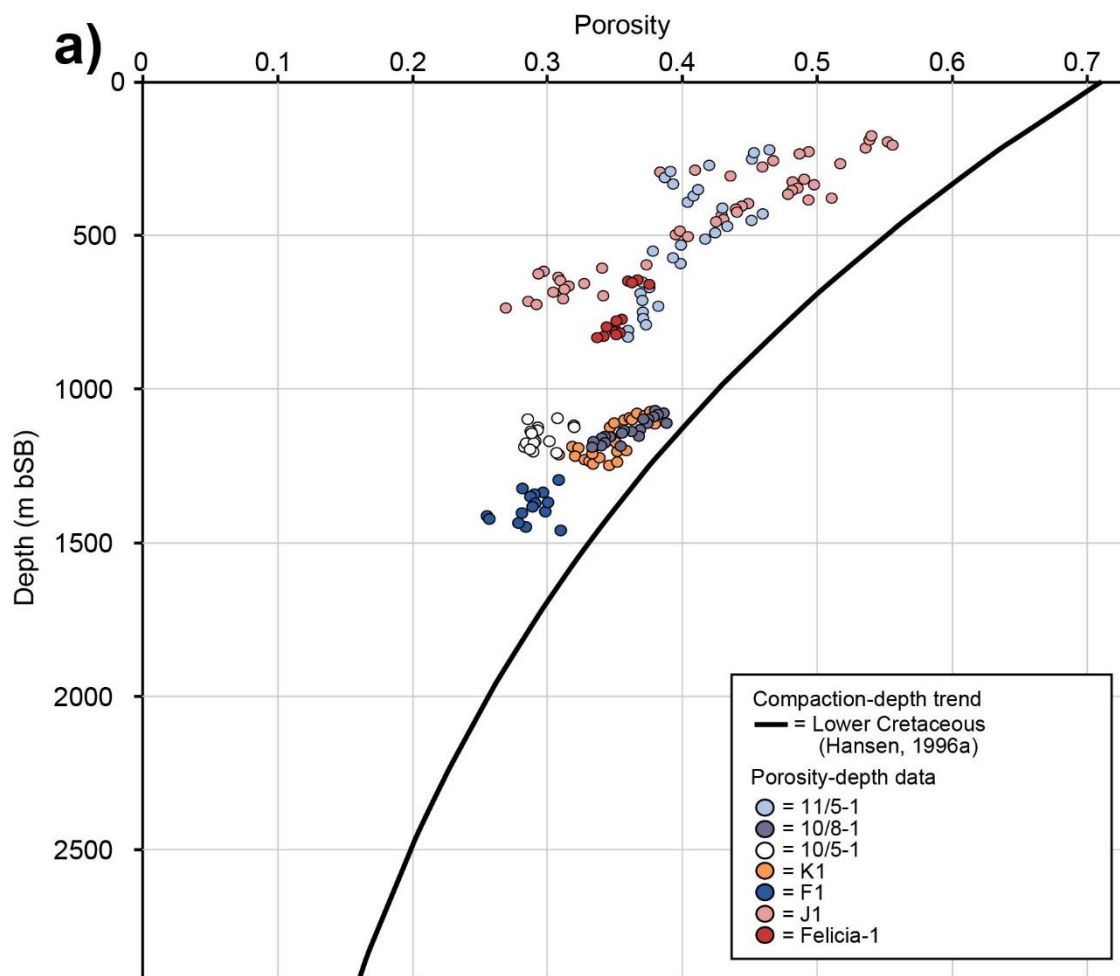 a)
Porosity
0 0.1 0.2 0.3 0.4 0.5 0.6 0.7
0
500
1000
1500
2000
2500
Depth (m bSB)
Compaction-depth trend
= Lower Cretaceous
(Hansen, 1996a)
Porosity-depth data
= 11/5-1
= 10/8-1
= 10/5-1
= K1
= F1
= J1
= Felicia-1